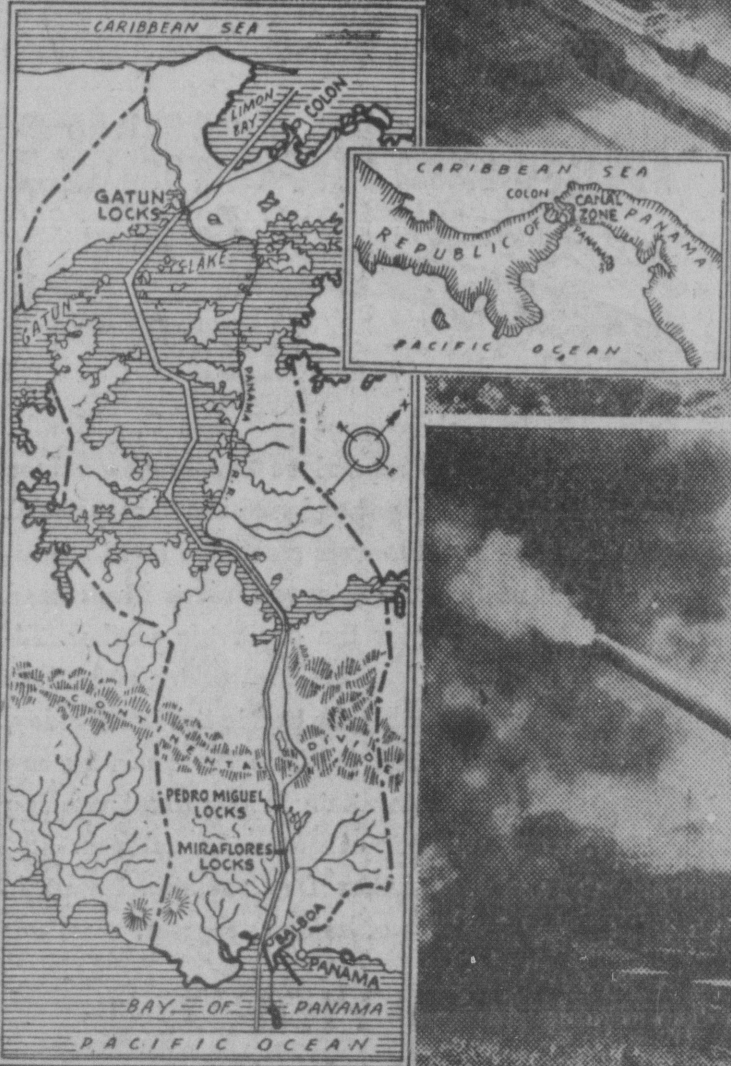 CARIBBEAN SEA
LIMON
BAY
COLON
GATUN
LOCKS
GATUN
LAKE
PANAMA
R.R.
N
E
S
CONTINENTAL DIVIDE
PEDRO MIGUEL
LOCKS
MIRAFLORES
LOCKS
BALBOA
PANAMA
BAY OF PANAMA
PACIFIC OCEAN
CARIBBEAN SEA
COLON
CANAL
ZONE
REPUBLIC OF PANAMA
PANAMA
PACIFIC OCEAN